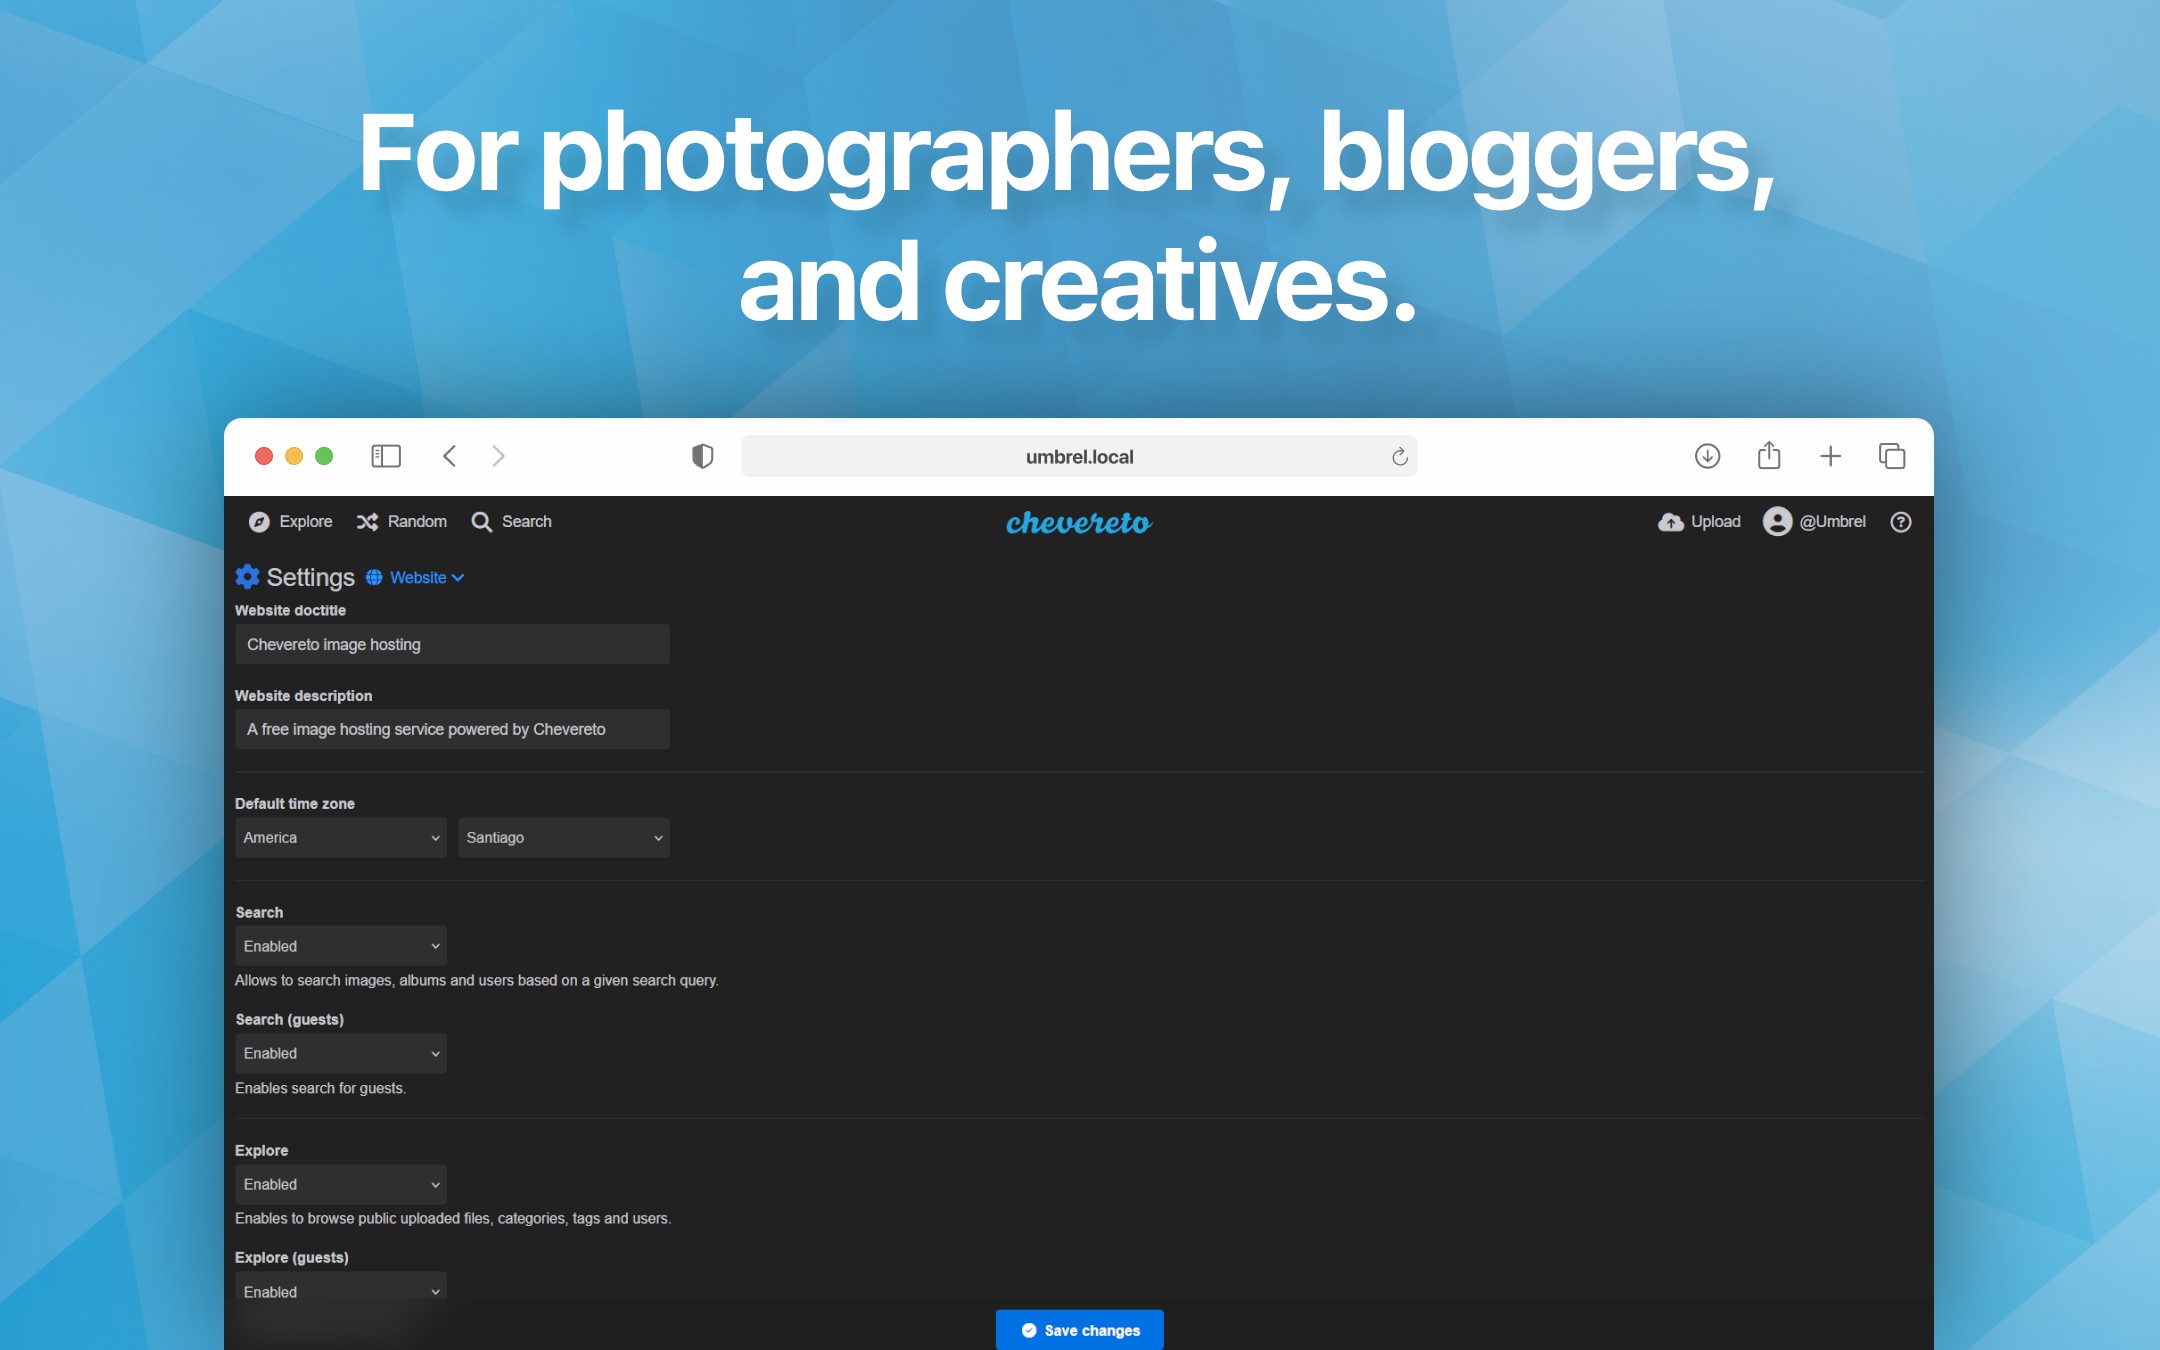 For photographers, bloggers,
and creatives.
umbrel.local
Explore Random Search chevereto Upload @Umbrel
Settings Website
Website doctitle
Chevereto image hosting
Website description
A free image hosting service powered by Chevereto
Default time zone
America Santiago
Search
Enabled
Allows to search images, albums and users based on a given search query.
Search (guests)
Enabled
Enables search for guests.
Explore
Enabled
Enables to browse public uploaded files, categories, tags and users.
Explore (guests)
Enabled
Save changes